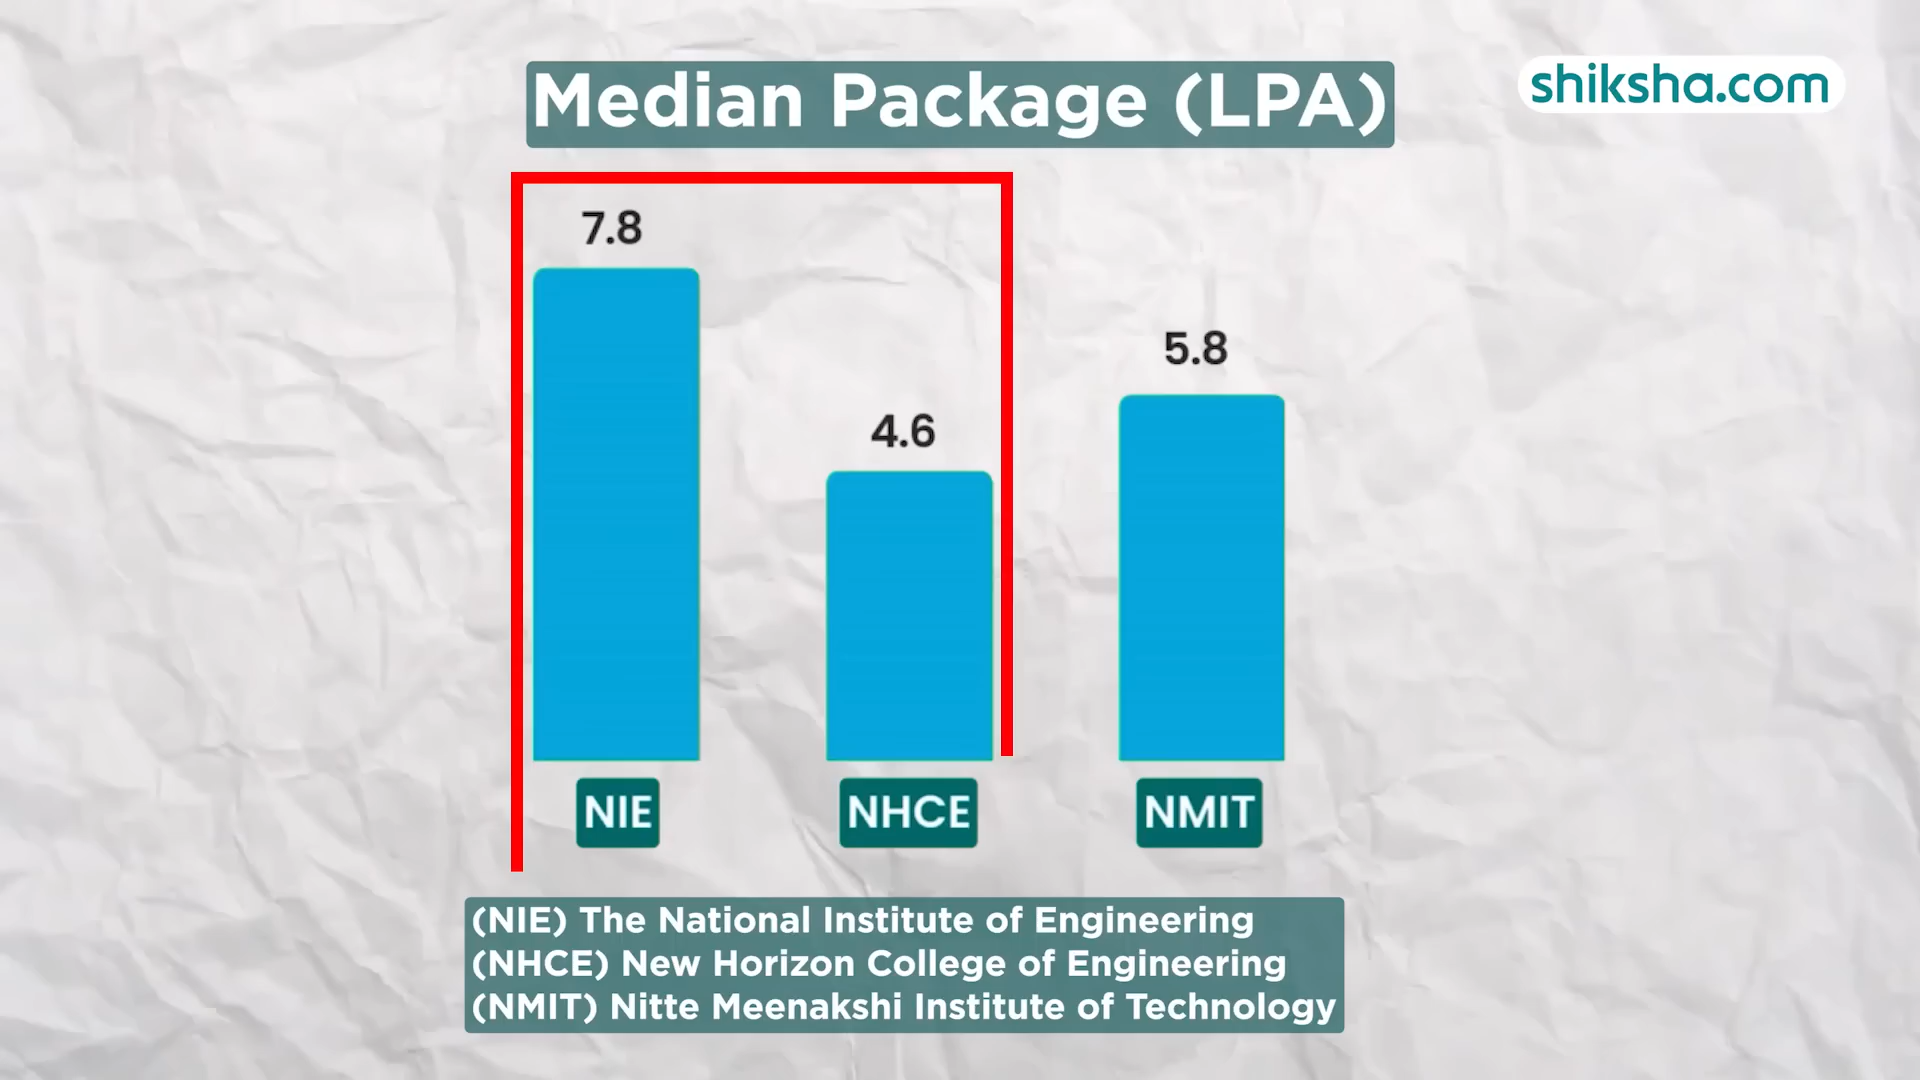 Median Package (LPA)
shiksha.com
7.8
4.6
5.8
NIE
NHCE
NMIT
(NIE) The National Institute of Engineering
(NHCE) New Horizon College of Engineering
(NMIT) Nitte Meenakshi Institute of Technology